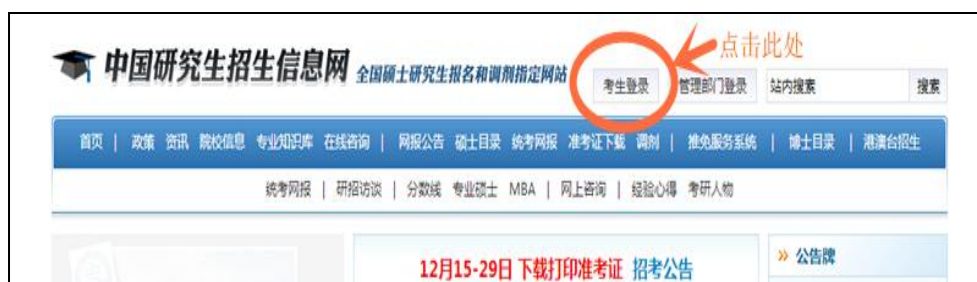 点击此处
中国研究生招生信息网 全国硕士研究生报名和调剂指定网站
考生登录 管理部门登录 站内搜索 搜索
首页 | 政策 资讯 院校信息 专业知识库 在线咨询 | 网报公告 硕士目录 统考网报 准考证下载 调剂 | 推免服务系统 | 博士目录 | 港澳台招生
统考网报 | 研招访谈 | 分数线 专业硕士 MBA | 网上咨询 | 经验心得 考研人物
12月15-29日 下载打印准考证 招考公告
» 公告牌